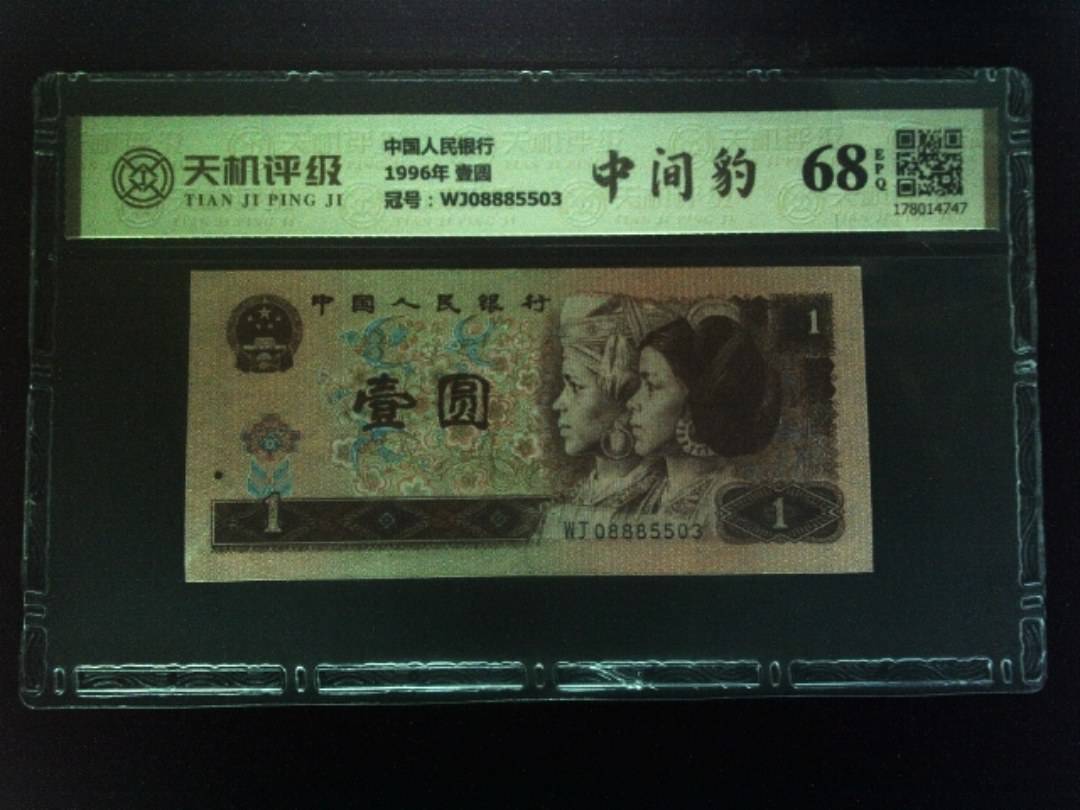 天机评级
TIAN JI PING JI
中国人民银行
1996年 壹圆
冠号：WJ08885503
中间豹
68
EPQ
178014747
中国人民银行
壹圆
1
1
WJ 08885503
1